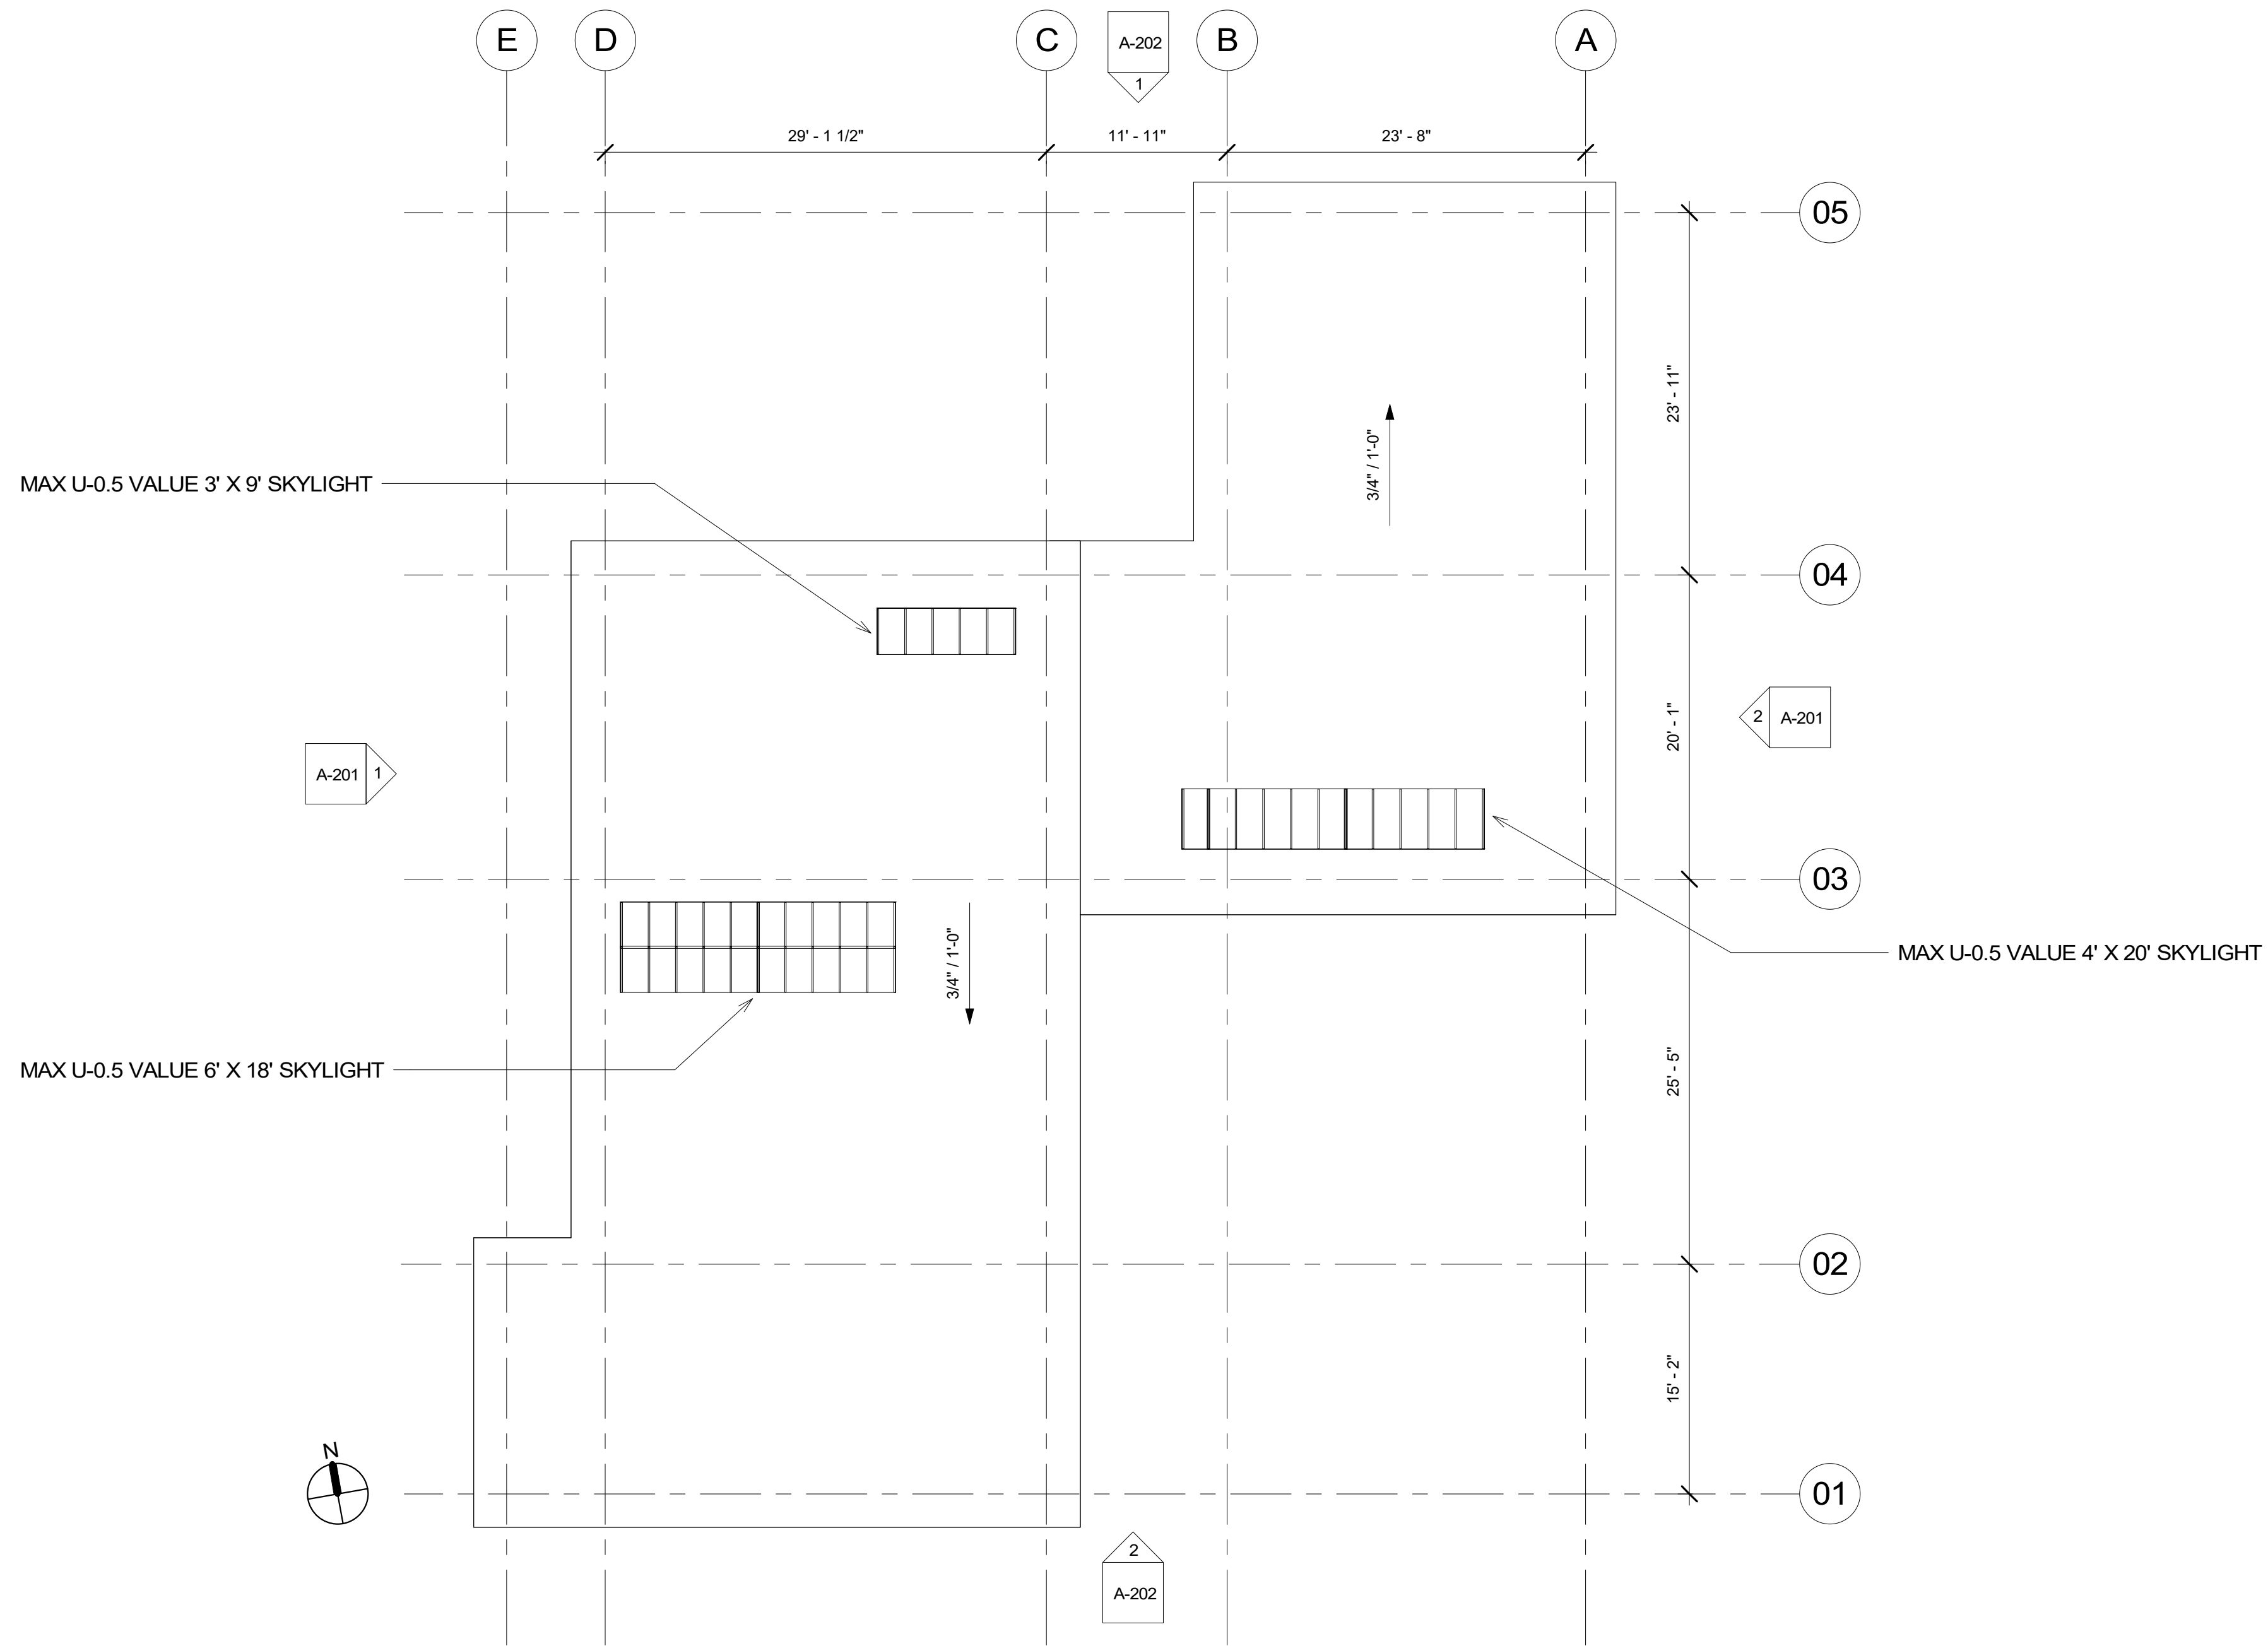 E
D
C
A-202
1
B
A
29' - 1 1/2"
11' - 11"
23' - 8"
05
23' - 11"
3/4" / 1'-0"
MAX U-0.5 VALUE 3' X 9' SKYLIGHT
04
20' - 1"
2
A-201
A-201
1
03
3/4" / 1'-0"
MAX U-0.5 VALUE 4' X 20' SKYLIGHT
MAX U-0.5 VALUE 6' X 18' SKYLIGHT
25' - 5"
02
15' - 2"
N
01
2
A-202